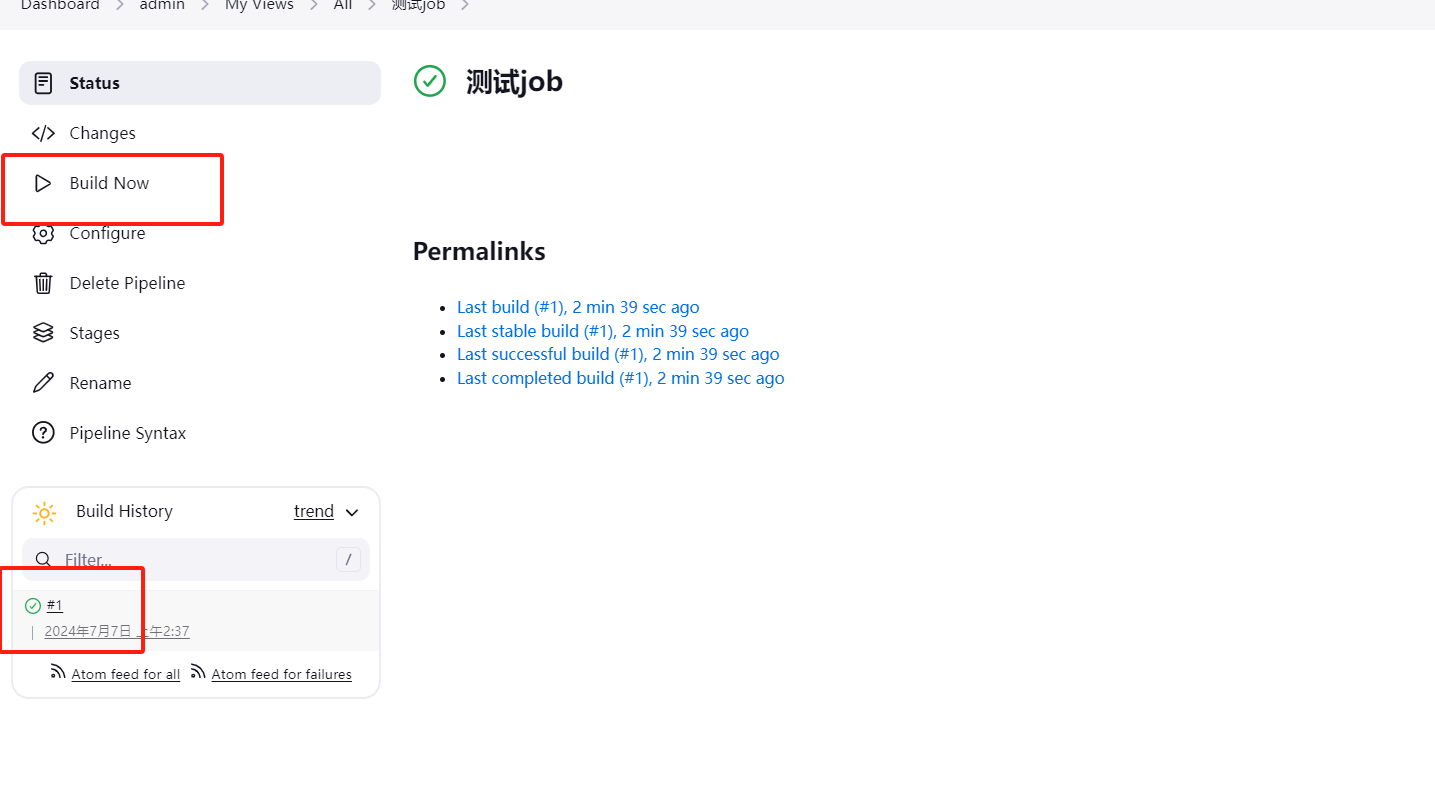 Dashboard admin My Views All 测试job
Status
Changes
Build Now
Configure
Delete Pipeline
Stages
Rename
Pipeline Syntax
Build History trend
Filter... /
#1
2024年7月7日 上午2:37
Atom feed for all Atom feed for failures
测试job
Permalinks
Last build (#1), 2 min 39 sec ago
Last stable build (#1), 2 min 39 sec ago
Last successful build (#1), 2 min 39 sec ago
Last completed build (#1), 2 min 39 sec ago